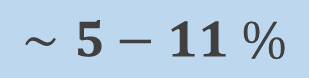 ~ 5 – 11 %